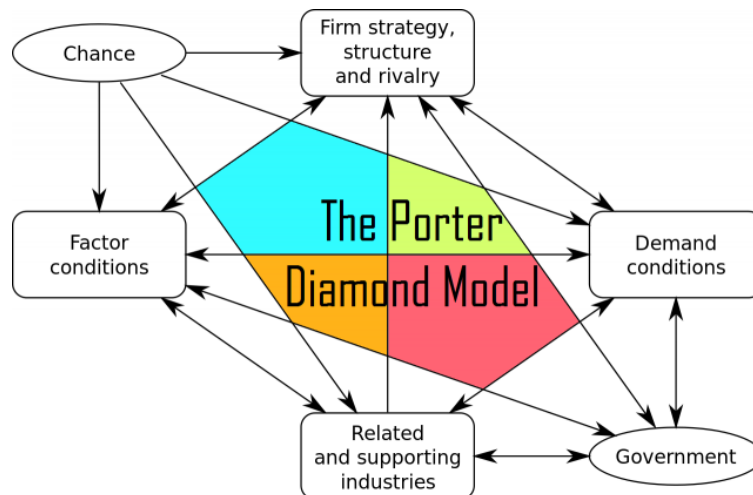 Chance
Firm strategy,
structure
and rivalry
The Porter
Diamond Model
Factor
conditions
Demand
conditions
Related
and supporting
industries
Government